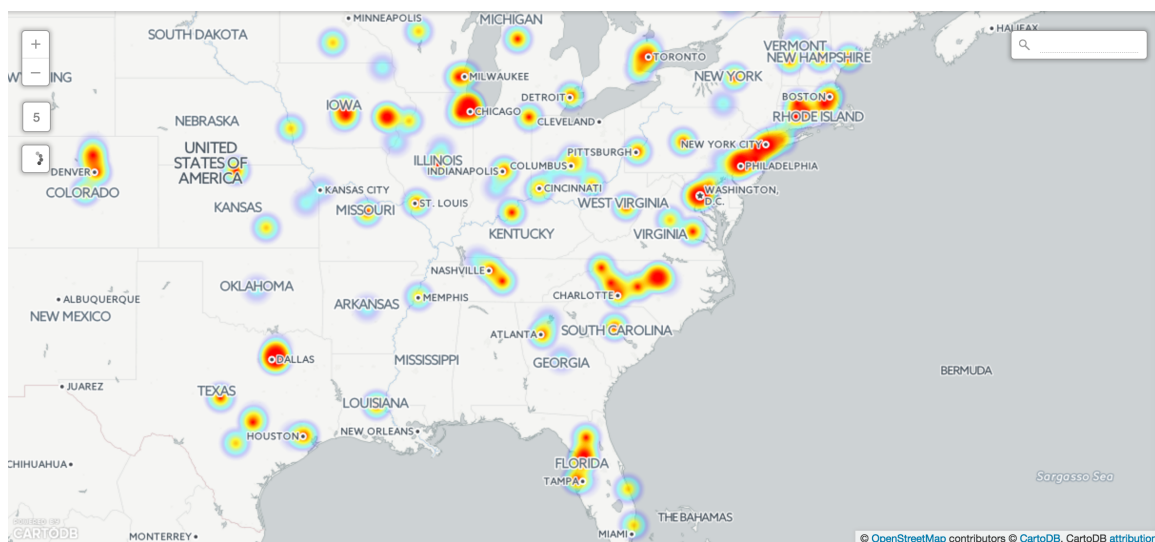 MINNEAPOLIS
MICHIGAN
HALIFAX
SOUTH DAKOTA
+
VERMONT
NEW HAMPSHIRE
TORONTO
–
MILWAUKEE
NEW YORK
DETROIT
BOSTON
IOWA
CHICAGO
RHODE ISLAND
5
NEBRASKA
CLEVELAND
NEW YORK CITY
UNITED
STATES OF
AMERICA
PITTSBURGH
ILLINOIS
COLUMBUS
PHILADELPHIA
DENVER
INDIANAPOLIS
COLORADO
KANSAS CITY
CINCINNATI
WASHINGTON,
D.C.
KANSAS
MISSOURI
ST. LOUIS
WEST VIRGINIA
KENTUCKY
VIRGINIA
NASHVILLE
OKLAHOMA
ALBUQUERQUE
MEMPHIS
CHARLOTTE
NEW MEXICO
ARKANSAS
ATLANTA
SOUTH CAROLINA
DALLAS
MISSISSIPPI
GEORGIA
BERMUDA
JUAREZ
TEXAS
LOUISIANA
HOUSTON
NEW ORLEANS
CHIHUAHUA
FLORIDA
TAMPA
Sargasso Sea
THE BAHAMAS
POWERED BY
CARTODB
MONTERREY
MIAMI
© OpenStreetMap contributors © CartoDB, CartoDB attribution